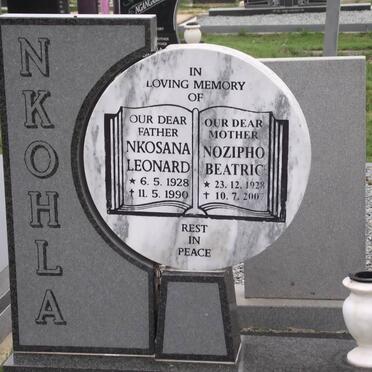 NKOHLA
IN
LOVING MEMORY
OF
OUR DEAR
FATHER
NKOSANA
LEONARD
★ 6. 5. 1928
✝ 11. 5. 1990
OUR DEAR
MOTHER
NOZIPHO
BEATRIC
★ 23. 12. 1928
✝ 10. 7. 200
REST
IN
PEACE